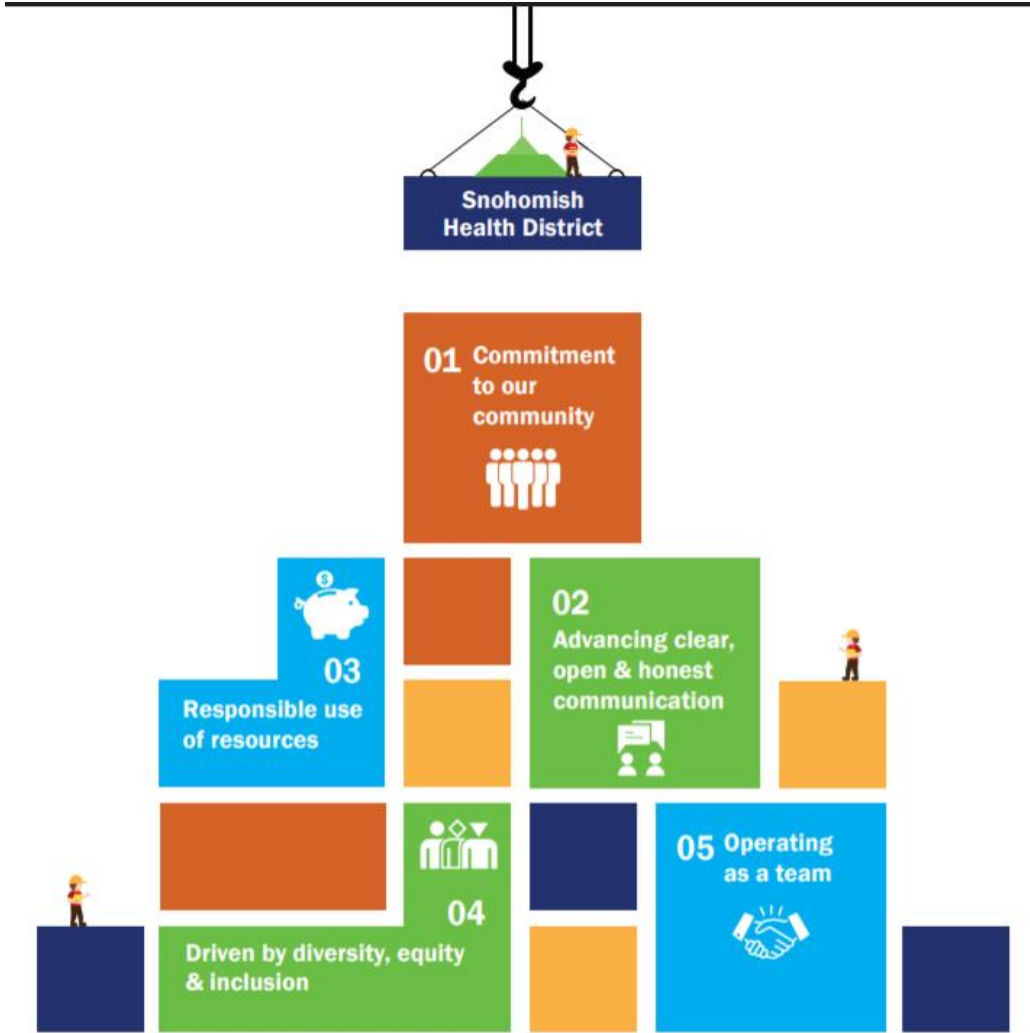 Snohomish
Health District
01 Commitment
to our
community
02
Advancing clear,
open & honest
communication
$
03
Responsible use
of resources
04
Driven by diversity, equity
& inclusion
05 Operating
as a team